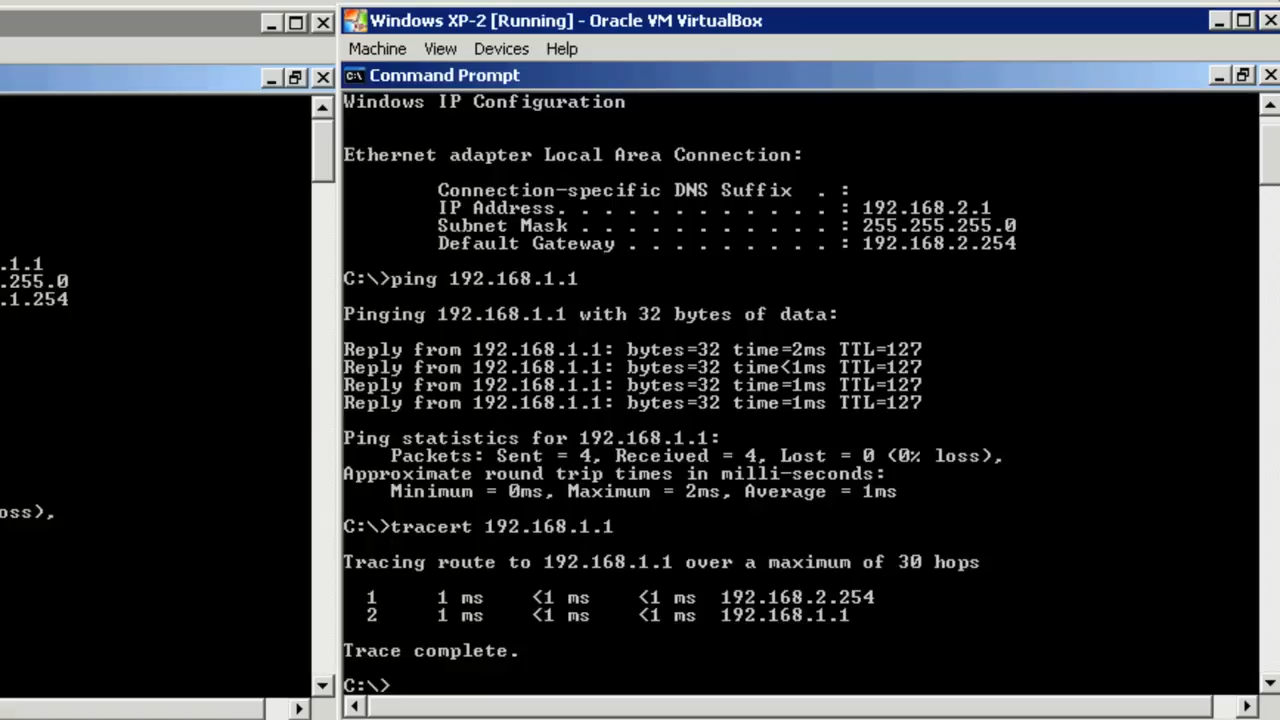 Windows XP-2 [Running] - Oracle VM VirtualBox
Machine View Devices Help
Command Prompt
Windows IP Configuration
Ethernet adapter Local Area Connection:
Connection-specific DNS Suffix . :
IP Address. . . . . . . . . . . . : 192.168.2.1
Subnet Mask . . . . . . . . . . . : 255.255.255.0
Default Gateway . . . . . . . . . : 192.168.2.254
C:\>ping 192.168.1.1
Pinging 192.168.1.1 with 32 bytes of data:
Reply from 192.168.1.1: bytes=32 time=2ms TTL=127
Reply from 192.168.1.1: bytes=32 time<1ms TTL=127
Reply from 192.168.1.1: bytes=32 time=1ms TTL=127
Reply from 192.168.1.1: bytes=32 time=1ms TTL=127
Ping statistics for 192.168.1.1:
Packets: Sent = 4, Received = 4, Lost = 0 (0% loss),
Approximate round trip times in milli-seconds:
Minimum = 0ms, Maximum = 2ms, Average = 1ms
C:\>tracert 192.168.1.1
Tracing route to 192.168.1.1 over a maximum of 30 hops
1 1 ms <1 ms <1 ms 192.168.2.254
2 1 ms <1 ms <1 ms 192.168.1.1
Trace complete.
C:\>
.1.1
.255.0
.1.254
oss),